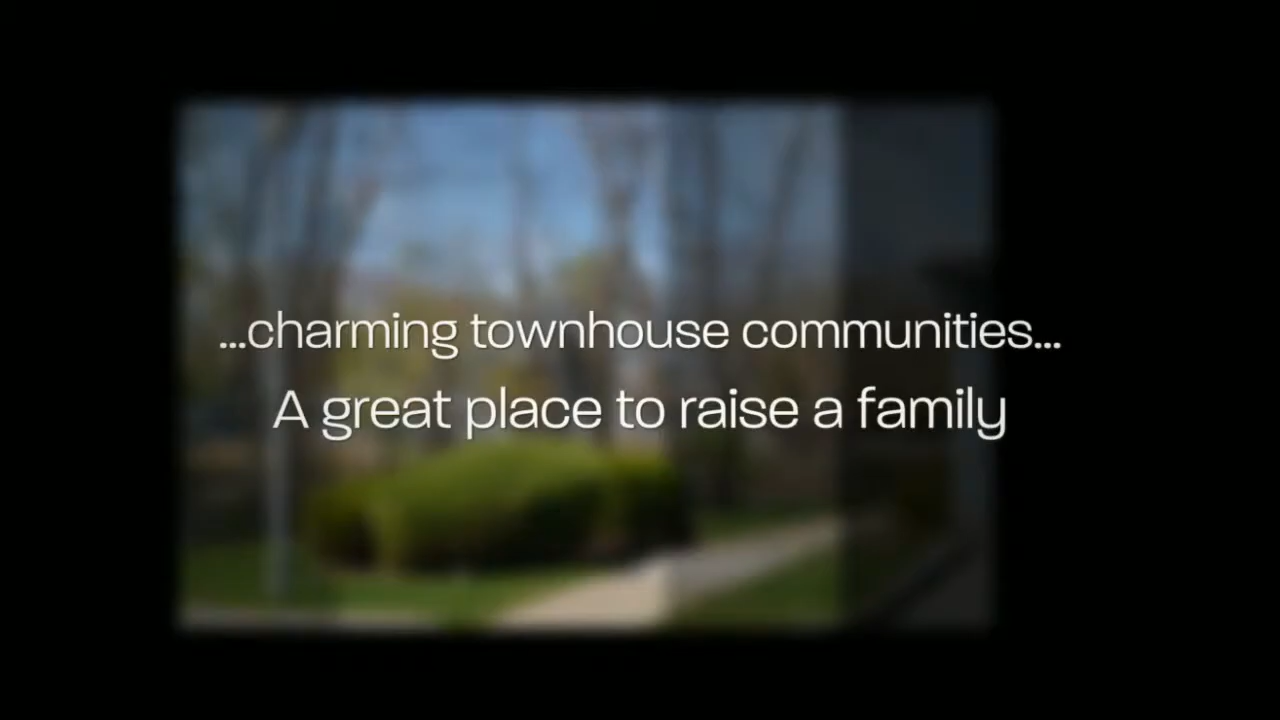 ...charming townhouse communities...
A great place to raise a family